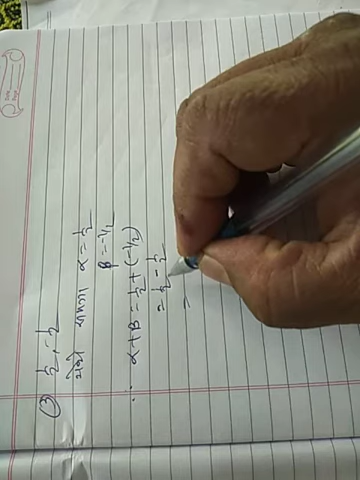 ③ 1/2, -1/2
α = 1/2
β = -1/2
∴ α + β = 1/2 + (-1/2)
= 1/2 - 1/2
=